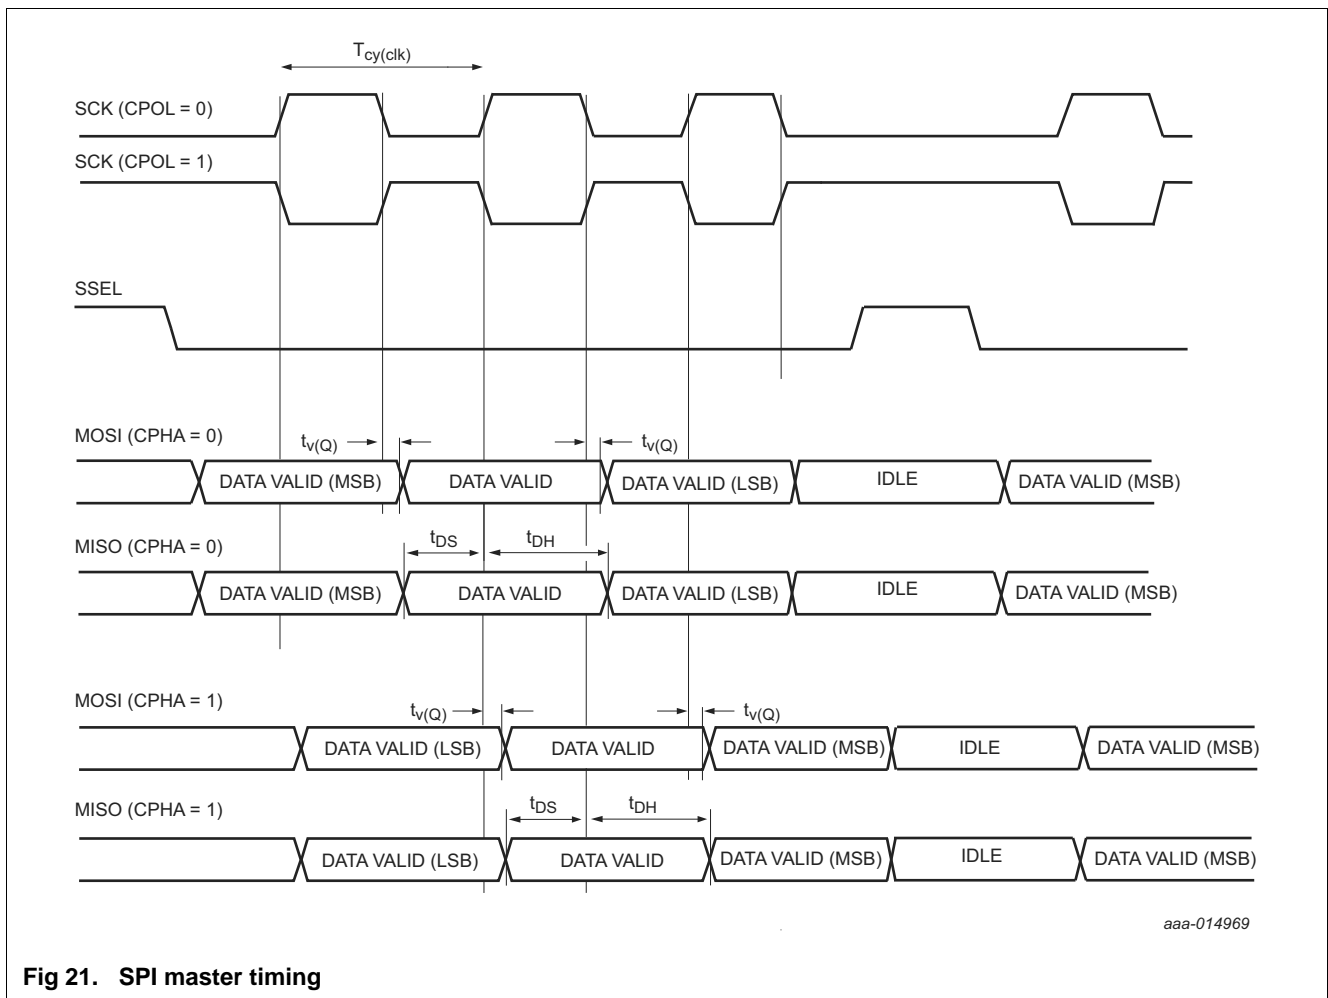 Tcy(clk)
SCK (CPOL = 0)
SCK (CPOL = 1)
SSEL
MOSI (CPHA = 0)
tv(Q)
tv(Q)
DATA VALID (MSB)
DATA VALID
DATA VALID (LSB)
IDLE
DATA VALID (MSB)
MISO (CPHA = 0)
tDS
tDH
DATA VALID (MSB)
DATA VALID
DATA VALID (LSB)
IDLE
DATA VALID (MSB)
MOSI (CPHA = 1)
tv(Q)
tv(Q)
DATA VALID (LSB)
DATA VALID
DATA VALID (MSB)
IDLE
DATA VALID (MSB)
MISO (CPHA = 1)
tDS
tDH
DATA VALID (LSB)
DATA VALID
DATA VALID (MSB)
IDLE
DATA VALID (MSB)
aaa-014969
Fig 21. SPI master timing